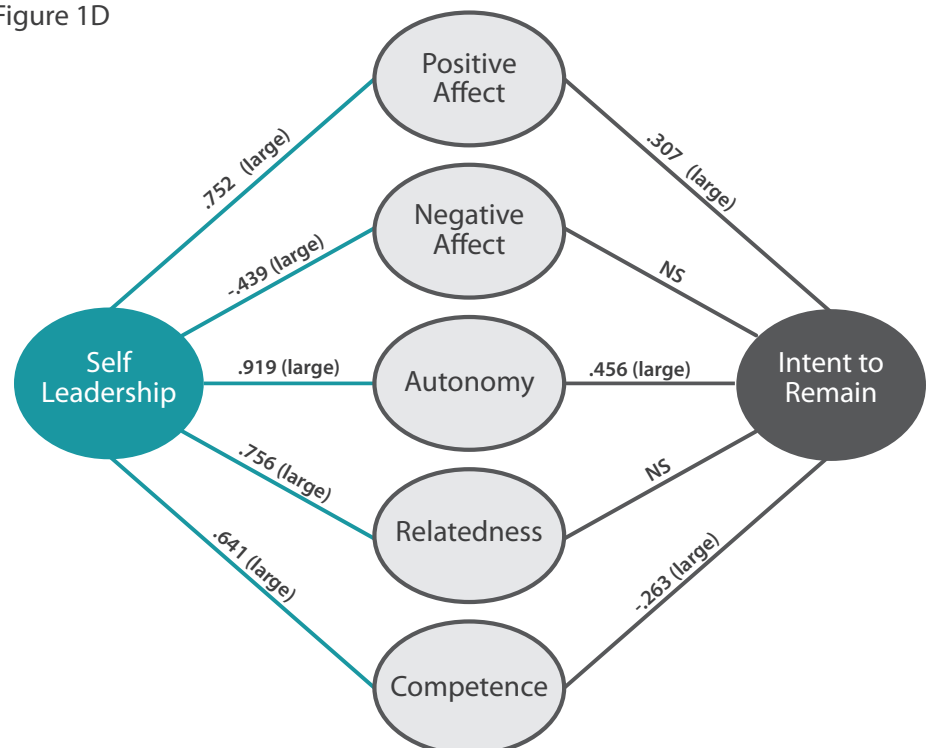 Figure 1D
Positive
Affect
.752 (large)
.307 (large)
Negative
Affect
-.439 (large)
NS
Self
Leadership
.919 (large)
Autonomy
.456 (large)
Intent to
Remain
.756 (large)
Relatedness
NS
.641 (large)
-.263 (large)
Competence